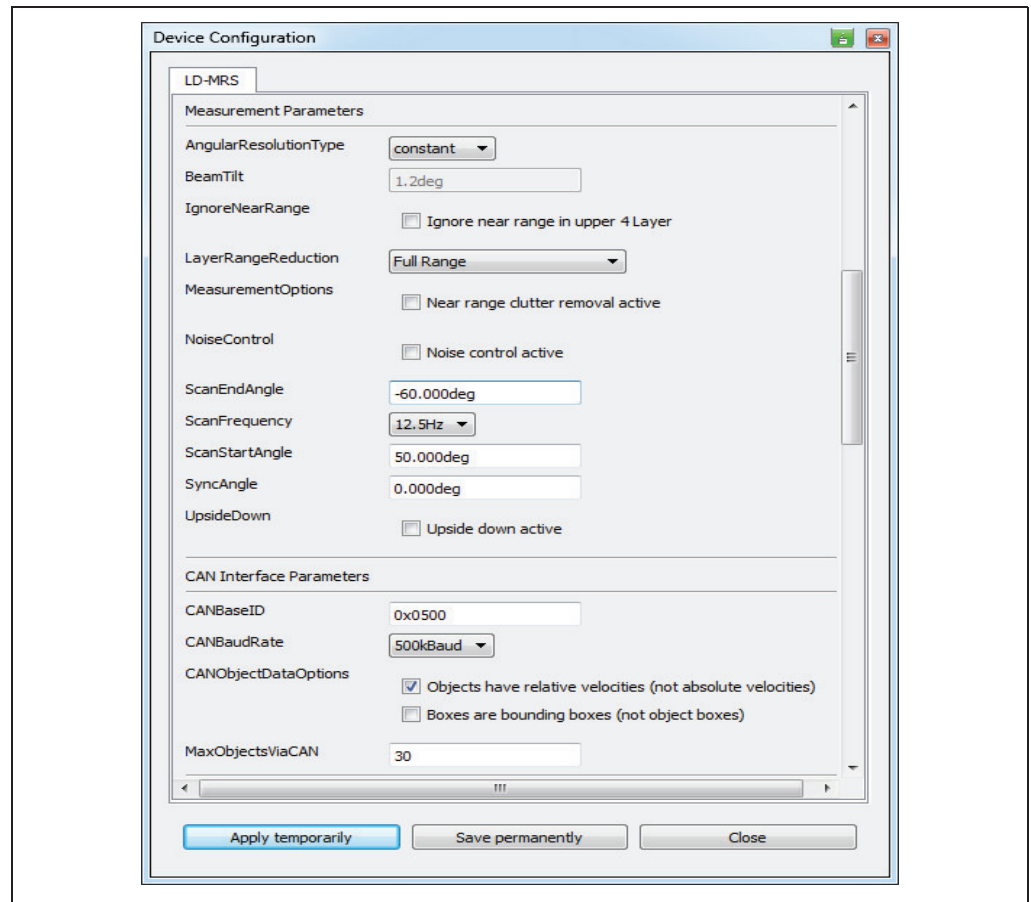 Device Configuration
LD-MRS
Measurement Parameters
AngularResolutionType constant
BeamTilt 1.2deg
IgnoreNearRange Ignore near range in upper 4 Layer
LayerRangeReduction Full Range
MeasurementOptions Near range clutter removal active
NoiseControl Noise control active
ScanEndAngle -60.000deg
ScanFrequency 12.5Hz
ScanStartAngle 50.000deg
SyncAngle 0.000deg
UpsideDown Upside down active
CAN Interface Parameters
CANBaseID 0x0500
CANBaudRate 500kBaud
CANObjectDataOptions Objects have relative velocities (not absolute velocities)
Boxes are bounding boxes (not object boxes)
MaxObjectsViaCAN 30
Apply temporarily Save permanently Close